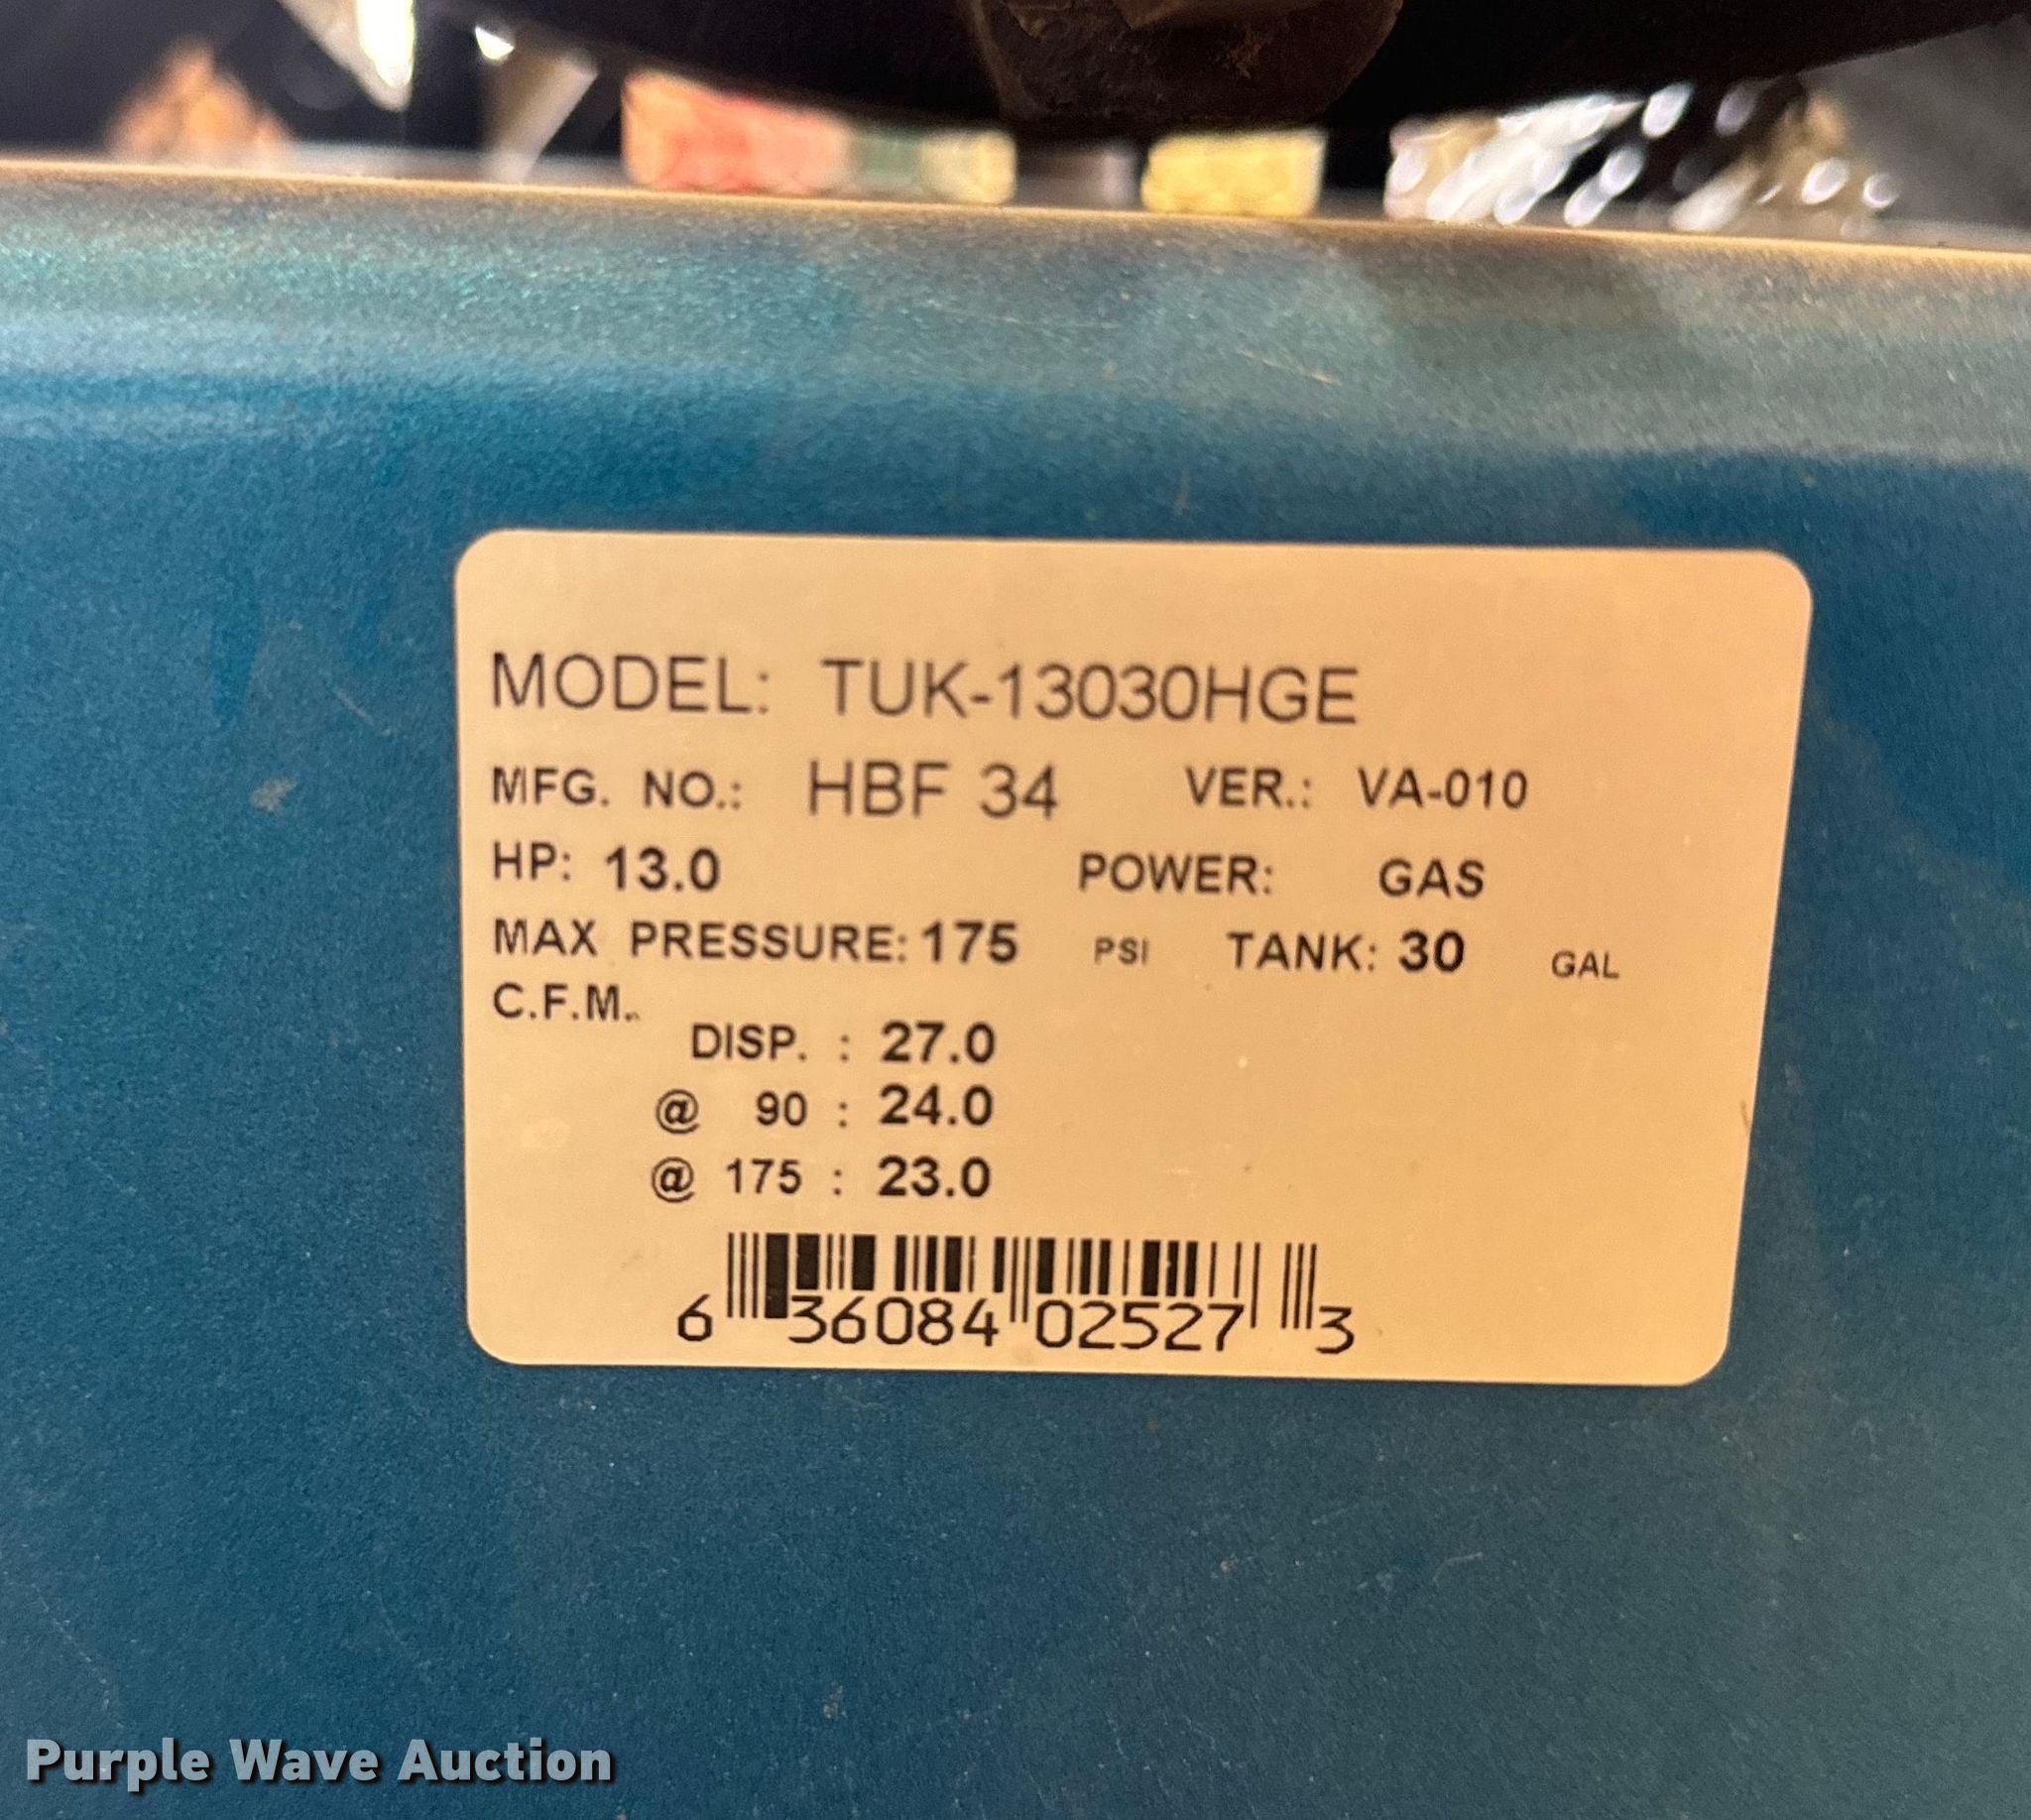 MODEL: TUK-13030HGE
MFG. NO.: HBF 34 VER.: VA-010
HP: 13.0 POWER: GAS
MAX PRESSURE: 175 PSI TANK: 30 GAL
C.F.M.
DISP. : 27.0
@ 90 : 24.0
@ 175 : 23.0
6 36084 02527 3
Purple Wave Auction